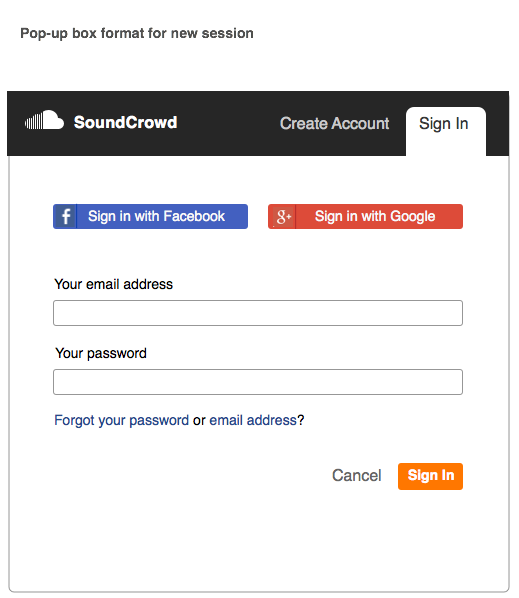 Pop-up box format for new session
SoundCrowd
Create Account
Sign In
f Sign in with Facebook
g+ Sign in with Google
Your email address
Your password
Forgot your password or email address?
Cancel
Sign In